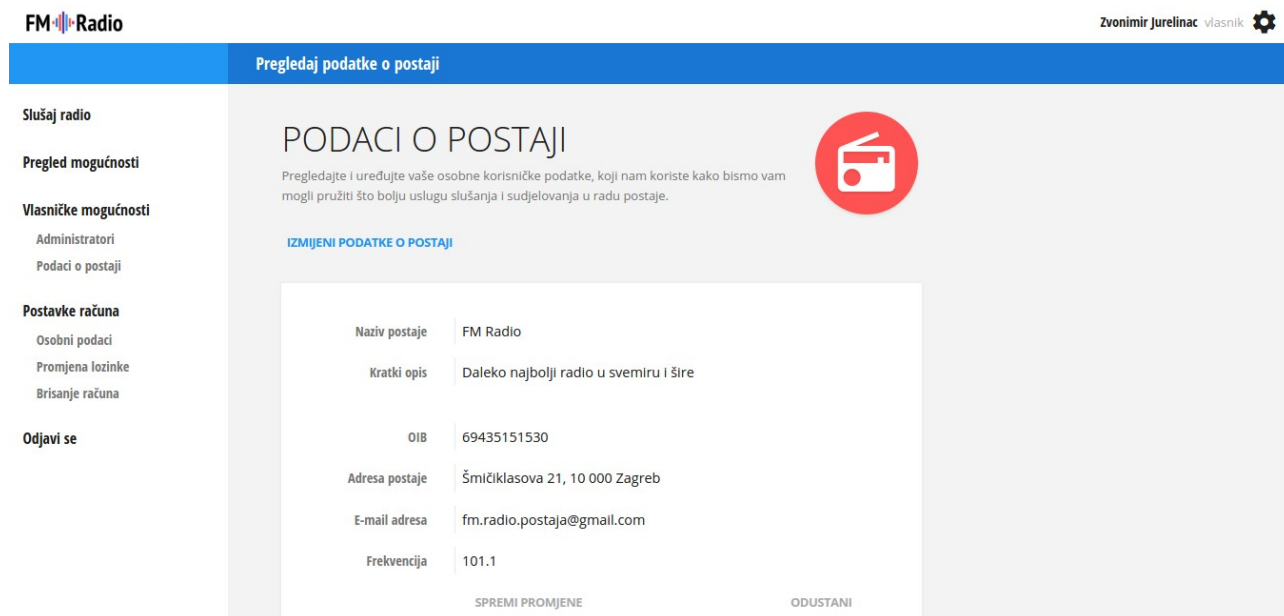 FM Radio
Zvonimir Jurelinac vlasnik
Pregledaj podatke o postaji
Slušaj radio
Pregled mogućnosti
Vlasničke mogućnosti
Administratori
Podaci o postaji
Postavke računa
Osobni podaci
Promjena lozinke
Brisanje računa
Odjavi se
PODACI O POSTAJI
Pregledajte i uređujte vaše osobne korisničke podatke, koji nam koriste kako bismo vam
mogli pružiti što bolju uslugu slušanja i sudjelovanja u radu postaje.
IZMIJENI PODATKE O POSTAJI
Naziv postaje FM Radio
Kratki opis Daleko najbolji radio u svemiru i šire
OIB 69435151530
Adresa postaje Šmičiklasova 21, 10 000 Zagreb
E-mail adresa fm.radio.postaja@gmail.com
Frekvencija 101.1
SPREMI PROMJENE ODUSTANI